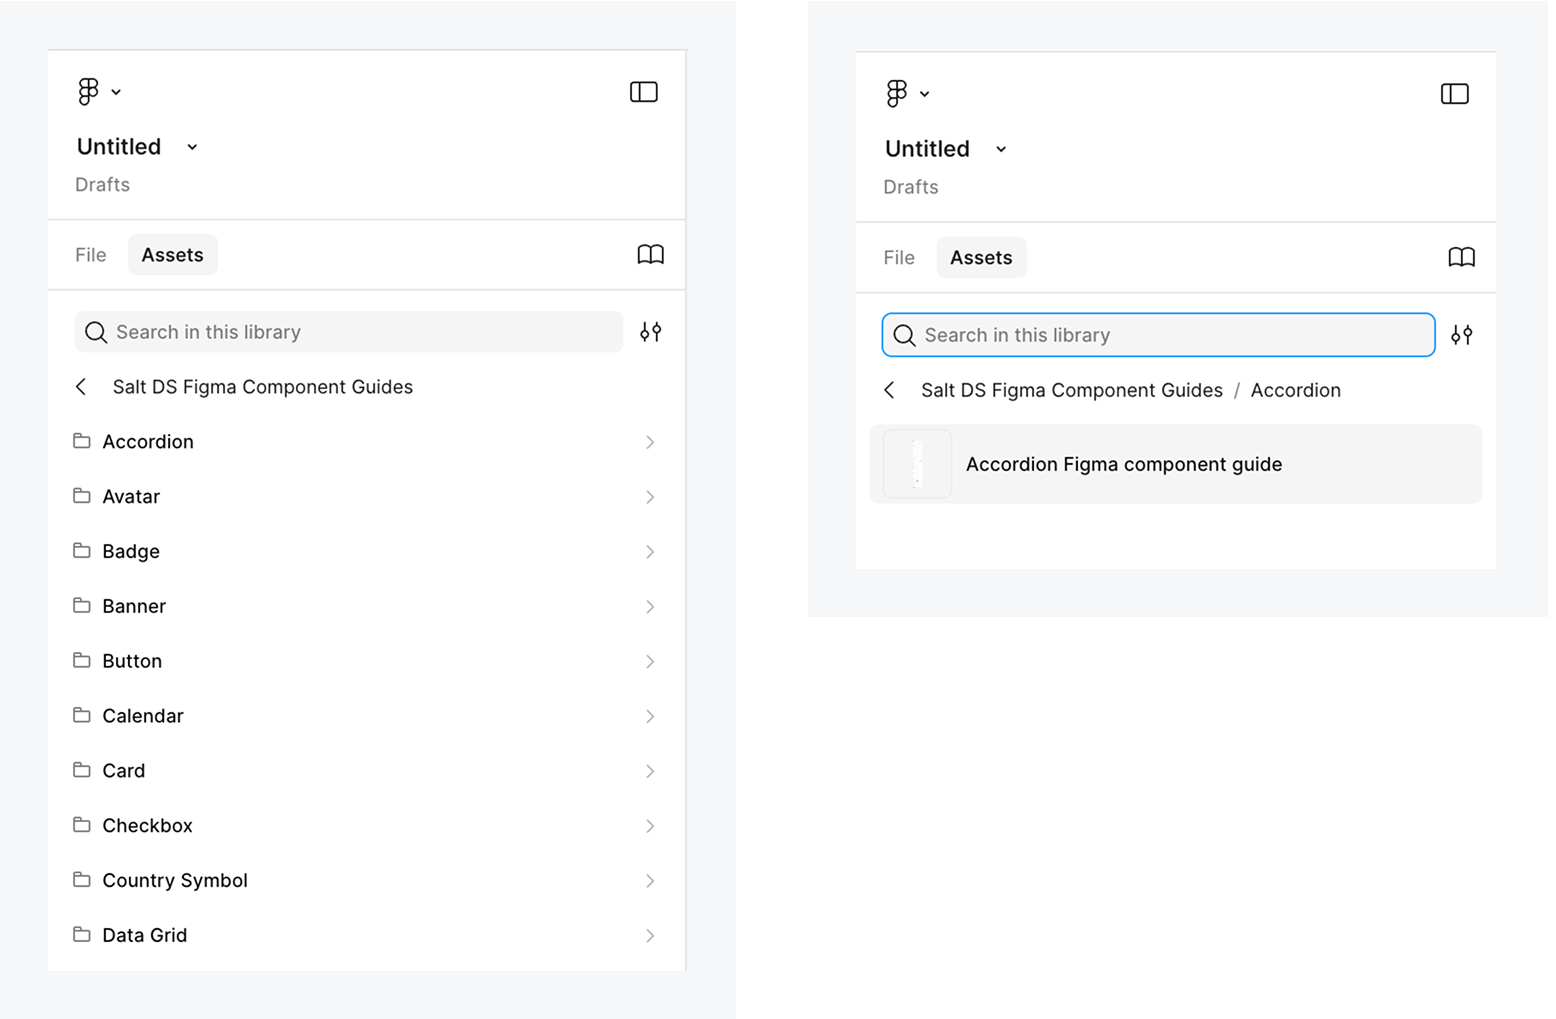 Untitled
Drafts
File Assets
Search in this library
Salt DS Figma Component Guides
Accordion
Avatar
Badge
Banner
Button
Calendar
Card
Checkbox
Country Symbol
Data Grid
Untitled
Drafts
File Assets
Search in this library
Salt DS Figma Component Guides / Accordion
Accordion Figma component guide